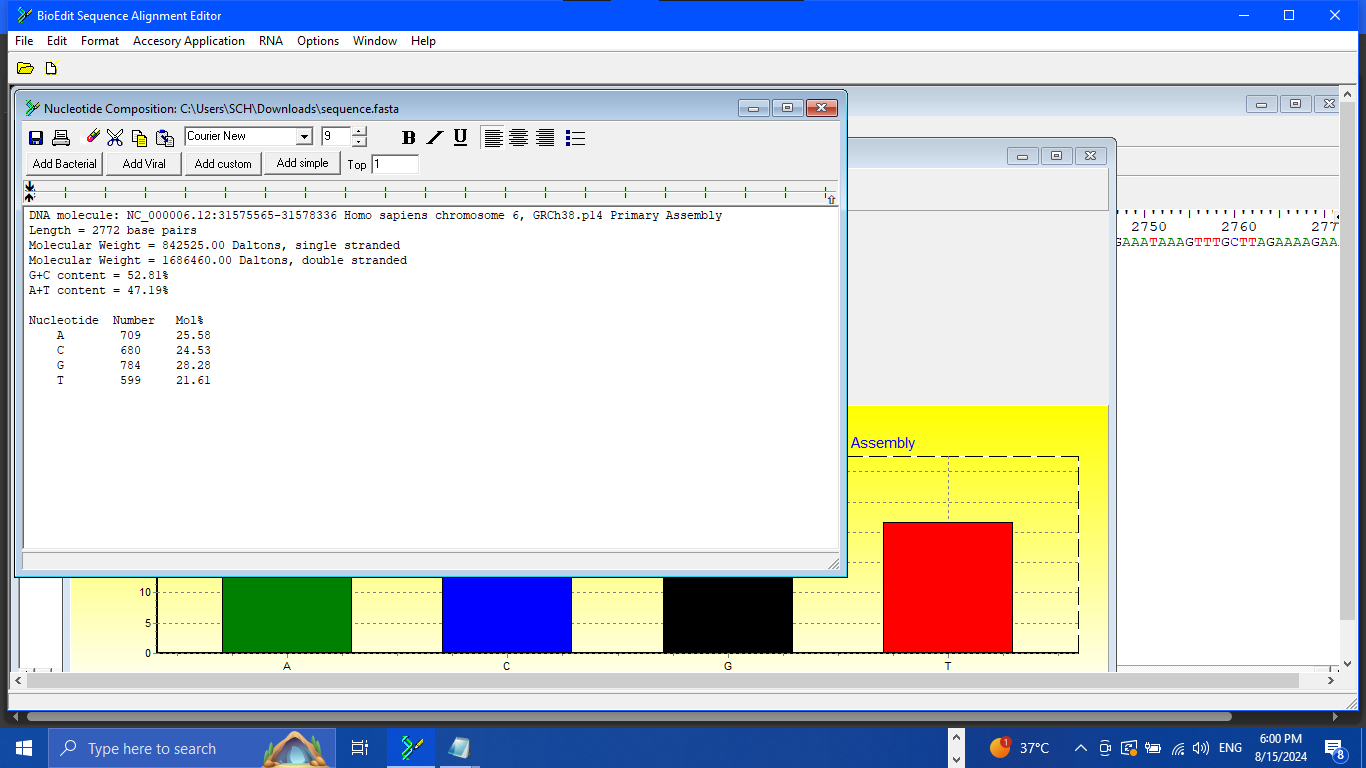 BioEdit Sequence Alignment Editor
File Edit Format Accesory Application RNA Options Window Help
Nucleotide Composition: C:\Users\SCH\Downloads\sequence.fasta
Courier New 9 B U
Add Bacterial Add Viral Add custom Add simple Top 1
DNA molecule: NC_000006.12:31575565-31578336 Homo sapiens chromosome 6, GRCh38.p14 Primary Assembly
Length = 2772 base pairs
Molecular Weight = 842525.00 Daltons, single stranded
Molecular Weight = 1686460.00 Daltons, double stranded
G+C content = 52.81%
A+T content = 47.19%
Nucleotide Number Mol%
A 709 25.58
C 680 24.53
G 784 28.28
T 599 21.61
2750 2760 277
GAAATAAAGTTTGCTTAGAAAAGAA
Assembly
10
5
0
A C G T
Type here to search
1
37°C
ENG
6:00 PM
8/15/2024
8